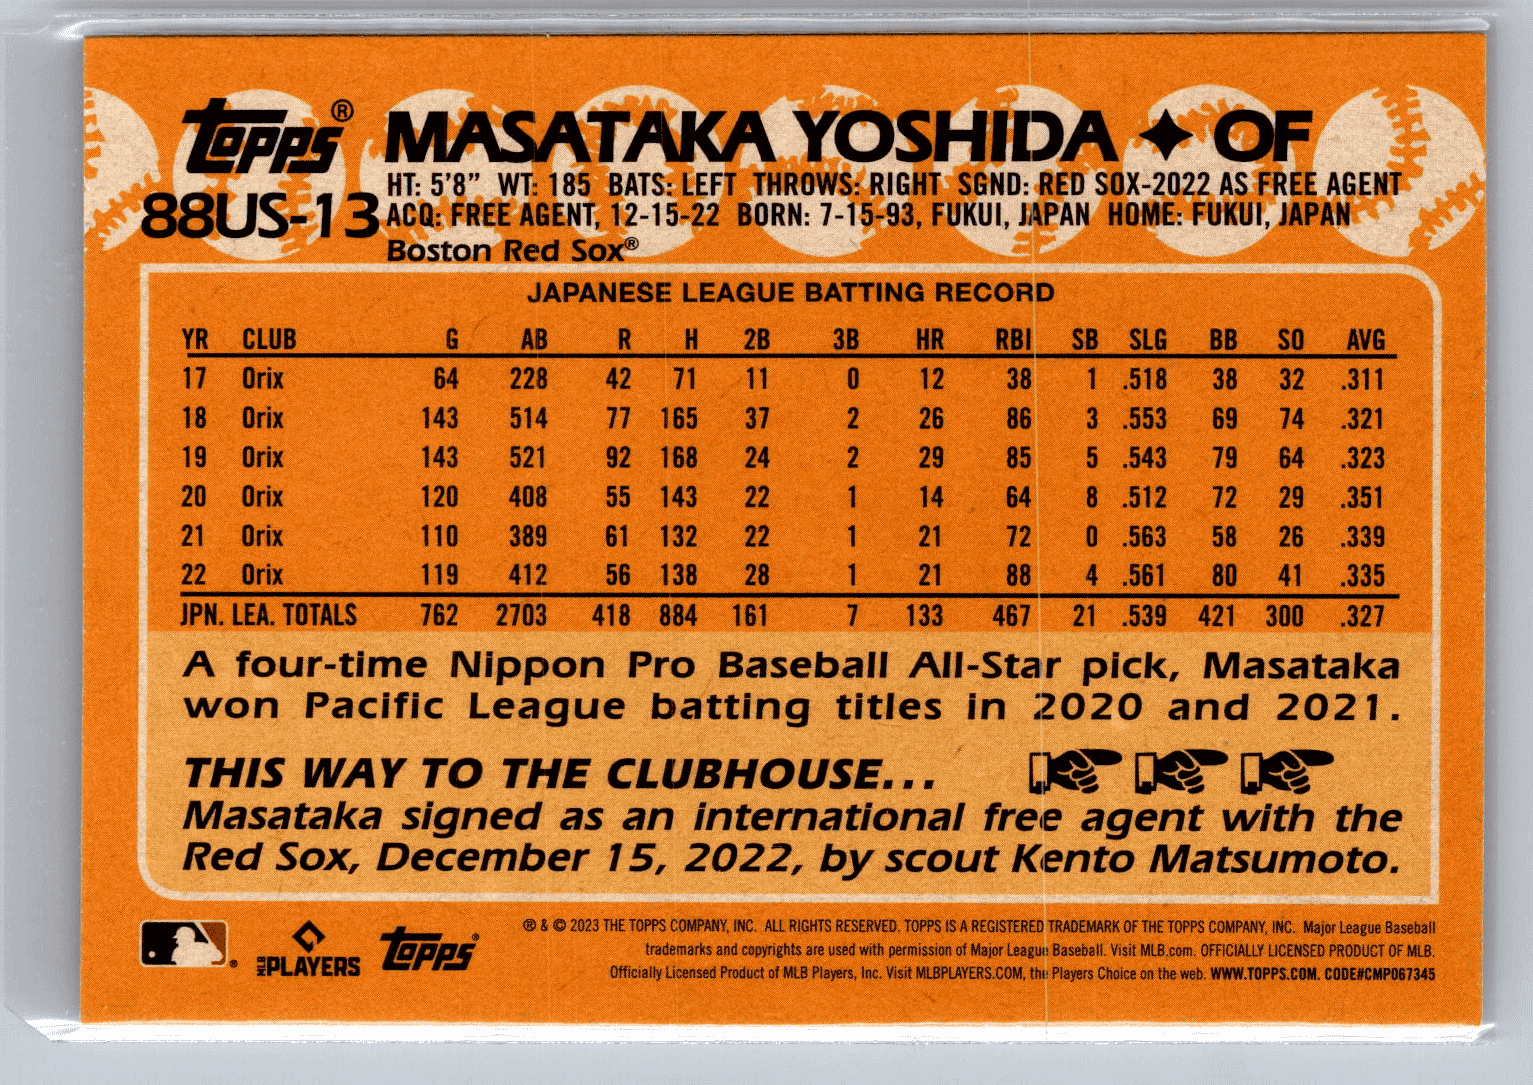 Topps® MASATAKA YOSHIDA ✦ OF
88US-13
HT: 5'8" WT: 185 BATS: LEFT THROWS: RIGHT SGND: RED SOX-2022 AS FREE AGENT
ACQ: FREE AGENT, 12-15-22 BORN: 7-15-93, FUKUI, JAPAN HOME: FUKUI, JAPAN
Boston Red Sox®
JAPANESE LEAGUE BATTING RECORD
YR CLUB G AB R H 2B 3B HR RBI SB SLG BB SO AVG
17 Orix 64 228 42 71 11 0 12 38 1 .518 38 32 .311
18 Orix 143 514 77 165 37 2 26 86 3 .553 69 74 .321
19 Orix 143 521 92 168 24 2 29 85 5 .543 79 64 .323
20 Orix 120 408 55 143 22 1 14 64 8 .512 72 29 .351
21 Orix 110 389 61 132 22 1 21 72 0 .563 58 26 .339
22 Orix 119 412 56 138 28 1 21 88 4 .561 80 41 .335
JPN. LEA. TOTALS 762 2703 418 884 161 7 133 467 21 .539 421 300 .327
A four-time Nippon Pro Baseball All-Star pick, Masataka
won Pacific League batting titles in 2020 and 2021.
THIS WAY TO THE CLUBHOUSE...
Masataka signed as an international free agent with the
Red Sox, December 15, 2022, by scout Kento Matsumoto.
® & © 2023 THE TOPPS COMPANY, INC. ALL RIGHTS RESERVED. TOPPS IS A REGISTERED TRADEMARK OF THE TOPPS COMPANY, INC. Major League Baseball
trademarks and copyrights are used with permission of Major League Baseball. Visit MLB.com. OFFICIALLY LICENSED PRODUCT OF MLB.
Officially Licensed Product of MLB Players, Inc. Visit MLBPLAYERS.COM, the Players Choice on the web. WWW.TOPPS.COM. CODE#CMP067345
MLB PLAYERS
Topps®